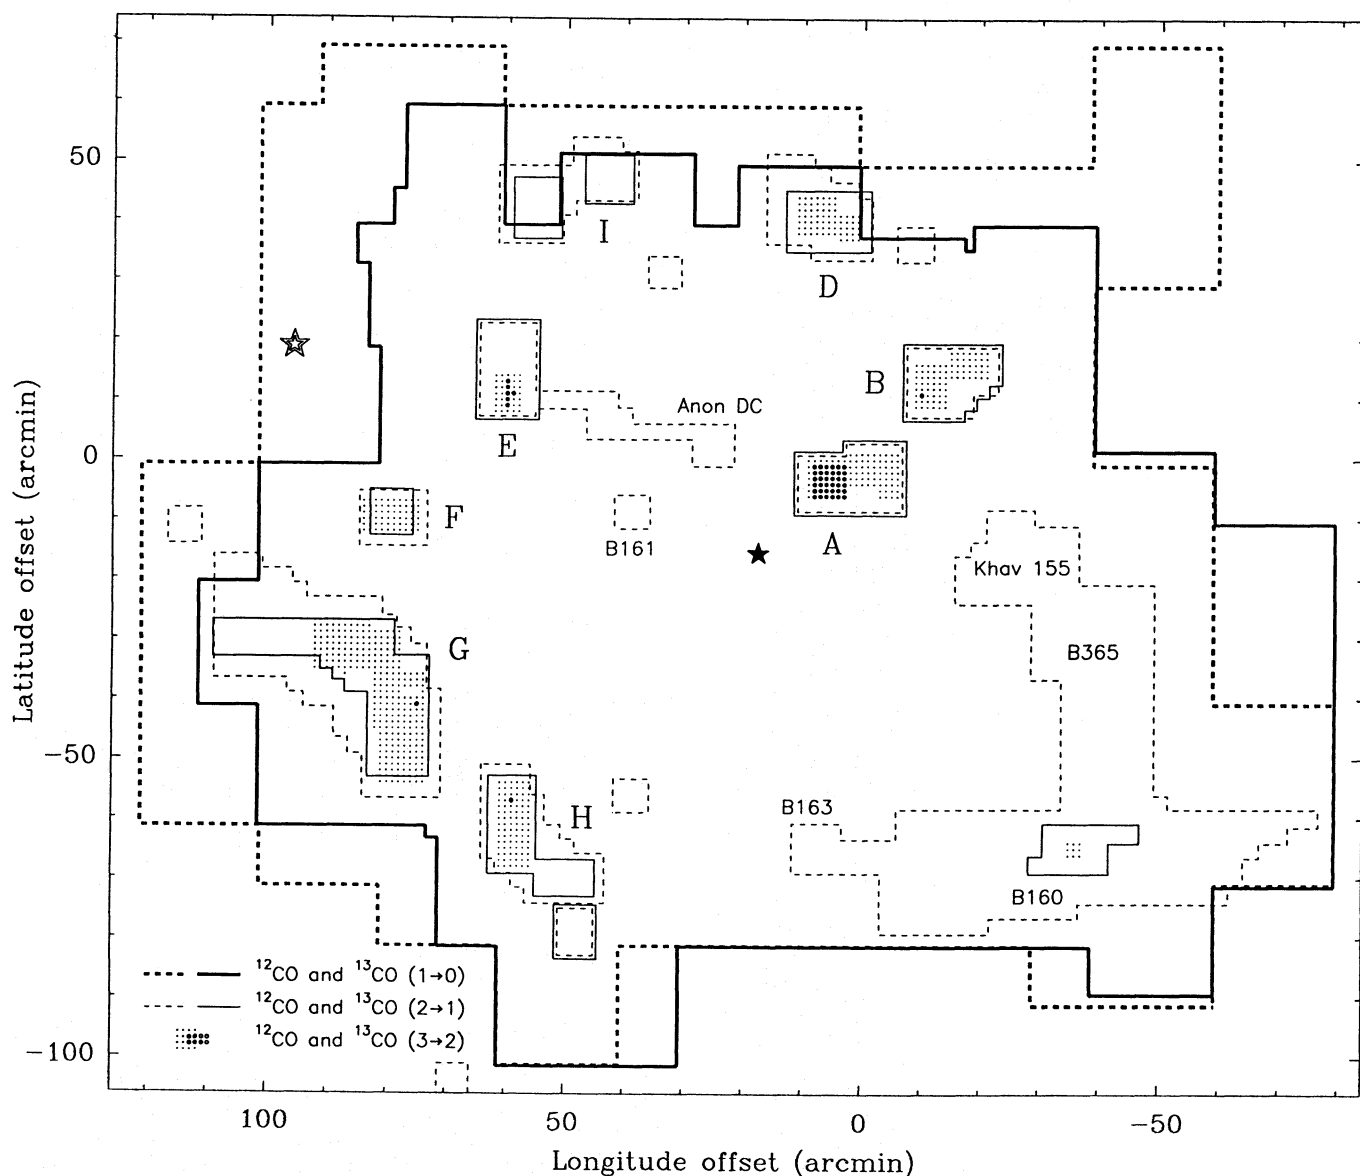 50
I
D
B
Anon DC
E
0
F
A
B161
Khav 155
G
B365
-50
H
B163
B160
¹²CO and ¹³CO (1→0)
¹²CO and ¹³CO (2→1)
¹²CO and ¹³CO (3→2)
-100
100
50
0
-50
Latitude offset (arcmin)
Longitude offset (arcmin)